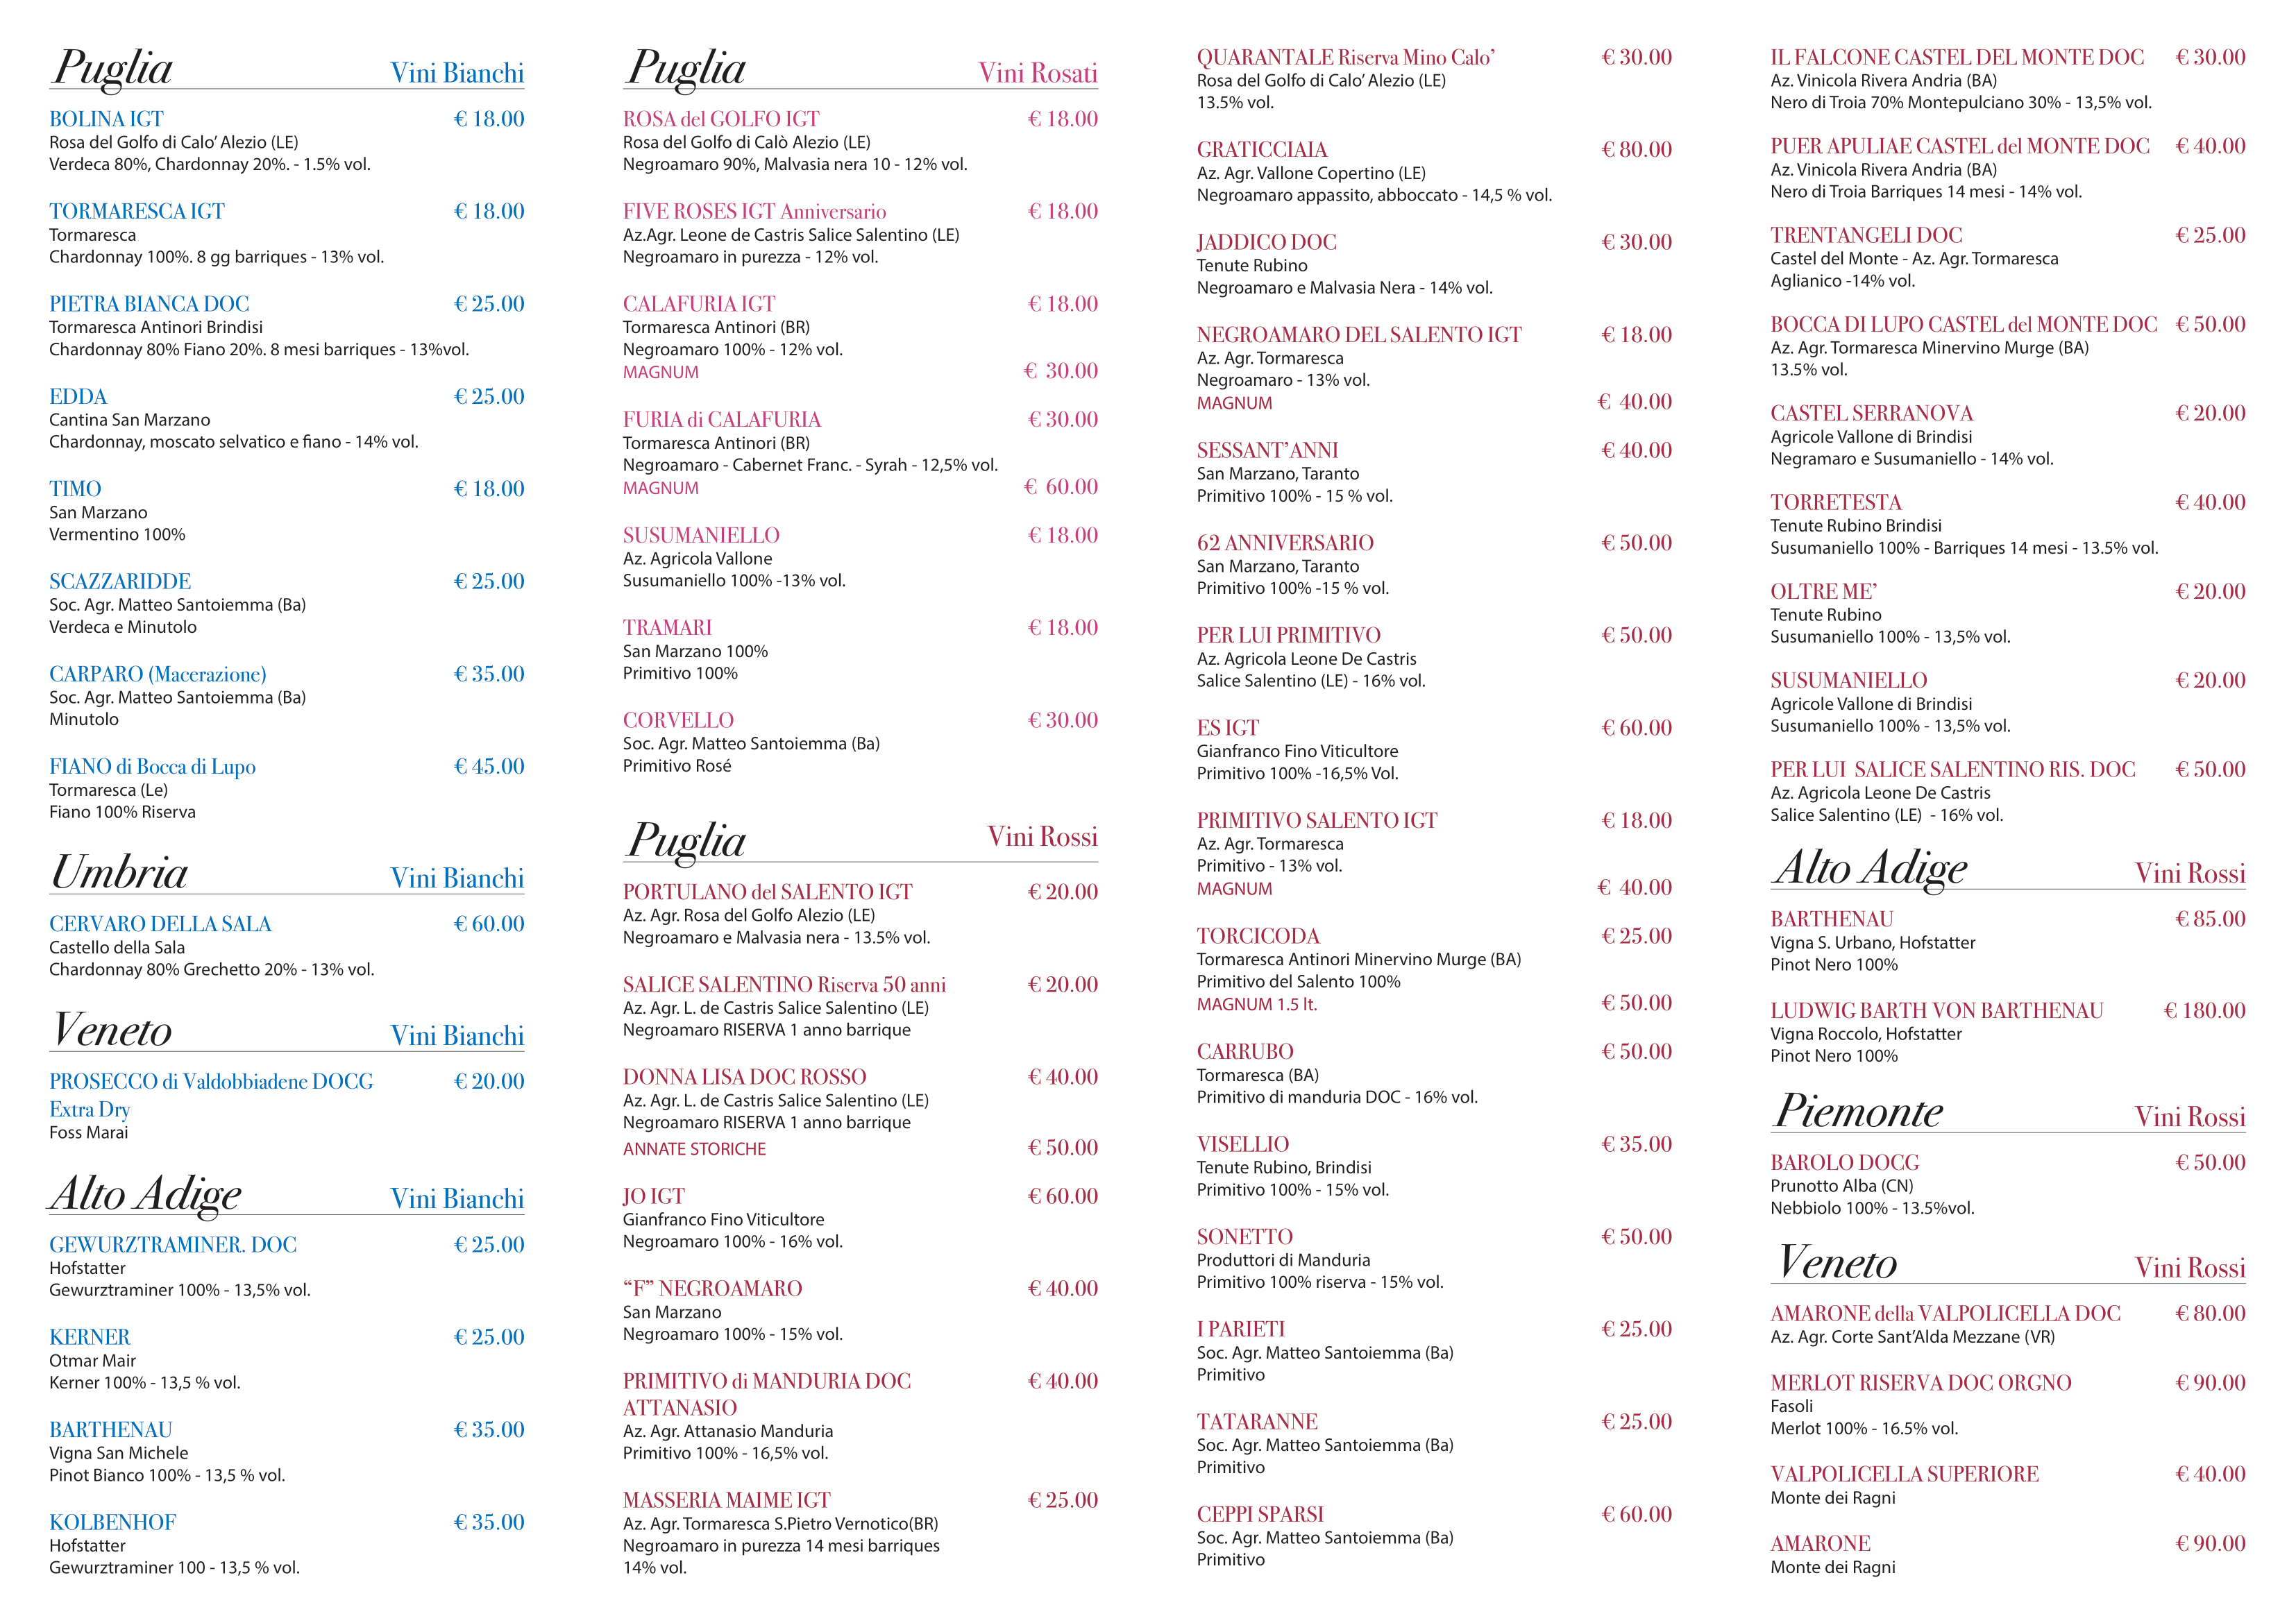 Puglia Vini Bianchi
BOLINA IGT € 18.00
Rosa del Golfo di Calo’ Alezio (LE)
Verdeca 80%, Chardonnay 20%. - 1.5% vol.
TORMARESCA IGT € 18.00
Tormaresca
Chardonnay 100%. 8 gg barriques - 13% vol.
PIETRA BIANCA DOC € 25.00
Tormaresca Antinori Brindisi
Chardonnay 80% Fiano 20%. 8 mesi barriques - 13%vol.
EDDA € 25.00
Cantina San Marzano
Chardonnay, moscato selvatico e fiano - 14% vol.
TIMO € 18.00
San Marzano
Vermentino 100%
SCAZZARIDDE € 25.00
Soc. Agr. Matteo Santoiemma (Ba)
Verdeca e Minutolo
CARPARO (Macerazione) € 35.00
Soc. Agr. Matteo Santoiemma (Ba)
Minutolo
FIANO di Bocca di Lupo € 45.00
Tormaresca (Le)
Fiano 100% Riserva
Umbria Vini Bianchi
CERVARO DELLA SALA € 60.00
Castello della Sala
Chardonnay 80% Grechetto 20% - 13% vol.
Veneto Vini Bianchi
PROSECCO di Valdobbiadene DOCG € 20.00
Extra Dry
Foss Marai
Alto Adige Vini Bianchi
GEWURZTRAMINER. DOC € 25.00
Hofstatter
Gewurztraminer 100% - 13,5% vol.
KERNER € 25.00
Otmar Mair
Kerner 100% - 13,5 % vol.
BARTHENAU € 35.00
Vigna San Michele
Pinot Bianco 100% - 13,5 % vol.
KOLBENHOF € 35.00
Hofstatter
Gewurztraminer 100 - 13,5 % vol.
Puglia Vini Rosati
ROSA del GOLFO IGT € 18.00
Rosa del Golfo di Calò Alezio (LE)
Negroamaro 90%, Malvasia nera 10 - 12% vol.
FIVE ROSES IGT Anniversario € 18.00
Az.Agr. Leone de Castris Salice Salentino (LE)
Negroamaro in purezza - 12% vol.
CALAFURIA IGT € 18.00
Tormaresca Antinori (BR)
Negroamaro 100% - 12% vol.
MAGNUM € 30.00
FURIA di CALAFURIA € 30.00
Tormaresca Antinori (BR)
Negroamaro - Cabernet Franc. - Syrah - 12,5% vol.
MAGNUM € 60.00
SUSUMANIELLO € 18.00
Az. Agricola Vallone
Susumaniello 100% -13% vol.
TRAMARI € 18.00
San Marzano 100%
Primitivo 100%
CORVELLO € 30.00
Soc. Agr. Matteo Santoiemma (Ba)
Primitivo Rosé
Puglia Vini Rossi
PORTULANO del SALENTO IGT € 20.00
Az. Agr. Rosa del Golfo Alezio (LE)
Negroamaro e Malvasia nera - 13.5% vol.
SALICE SALENTINO Riserva 50 anni € 20.00
Az. Agr. L. de Castris Salice Salentino (LE)
Negroamaro RISERVA 1 anno barrique
DONNA LISA DOC ROSSO € 40.00
Az. Agr. L. de Castris Salice Salentino (LE)
Negroamaro RISERVA 1 anno barrique
ANNATE STORICHE € 50.00
JO IGT € 60.00
Gianfranco Fino Viticultore
Negroamaro 100% - 16% vol.
“F” NEGROAMARO € 40.00
San Marzano
Negroamaro 100% - 15% vol.
PRIMITIVO di MANDURIA DOC € 40.00
ATTANASIO
Az. Agr. Attanasio Manduria
Primitivo 100% - 16,5% vol.
MASSERIA MAIME IGT € 25.00
Az. Agr. Tormaresca S.Pietro Vernotico(BR)
Negroamaro in purezza 14 mesi barriques
14% vol.
QUARANTALE Riserva Mino Calo’ € 30.00
Rosa del Golfo di Calo’ Alezio (LE)
13.5% vol.
GRATICCIAIA € 80.00
Az. Agr. Vallone Copertino (LE)
Negroamaro appassito, abboccato - 14,5 % vol.
JADDICO DOC € 30.00
Tenute Rubino
Negroamaro e Malvasia Nera - 14% vol.
NEGROAMARO DEL SALENTO IGT € 18.00
Az. Agr. Tormaresca
Negroamaro - 13% vol.
MAGNUM € 40.00
SESSANT’ANNI € 40.00
San Marzano, Taranto
Primitivo 100% - 15 % vol.
62 ANNIVERSARIO € 50.00
San Marzano, Taranto
Primitivo 100% -15 % vol.
PER LUI PRIMITIVO € 50.00
Az. Agricola Leone De Castris
Salice Salentino (LE) - 16% vol.
ES IGT € 60.00
Gianfranco Fino Viticultore
Primitivo 100% -16,5% Vol.
PRIMITIVO SALENTO IGT € 18.00
Az. Agr. Tormaresca
Primitivo - 13% vol.
MAGNUM € 40.00
TORCICODA € 25.00
Tormaresca Antinori Minervino Murge (BA)
Primitivo del Salento 100%
MAGNUM 1.5 lt. € 50.00
CARRUBO € 50.00
Tormaresca (BA)
Primitivo di manduria DOC - 16% vol.
VISELLIO € 35.00
Tenute Rubino, Brindisi
Primitivo 100% - 15% vol.
SONETTO € 50.00
Produttori di Manduria
Primitivo 100% riserva - 15% vol.
I PARIETI € 25.00
Soc. Agr. Matteo Santoiemma (Ba)
Primitivo
TATARANNE € 25.00
Soc. Agr. Matteo Santoiemma (Ba)
Primitivo
CEPPI SPARSI € 60.00
Soc. Agr. Matteo Santoiemma (Ba)
Primitivo
IL FALCONE CASTEL DEL MONTE DOC € 30.00
Az. Vinicola Rivera Andria (BA)
Nero di Troia 70% Montepulciano 30% - 13,5% vol.
PUER APULIAE CASTEL del MONTE DOC € 40.00
Az. Vinicola Rivera Andria (BA)
Nero di Troia Barriques 14 mesi - 14% vol.
TRENTANGELI DOC € 25.00
Castel del Monte - Az. Agr. Tormaresca
Aglianico -14% vol.
BOCCA DI LUPO CASTEL del MONTE DOC € 50.00
Az. Agr. Tormaresca Minervino Murge (BA)
13.5% vol.
CASTEL SERRANOVA € 20.00
Agricole Vallone di Brindisi
Negramaro e Susumaniello - 14% vol.
TORRETESTA € 40.00
Tenute Rubino Brindisi
Susumaniello 100% - Barriques 14 mesi - 13.5% vol.
OLTRE ME’ € 20.00
Tenute Rubino
Susumaniello 100% - 13,5% vol.
SUSUMANIELLO € 20.00
Agricole Vallone di Brindisi
Susumaniello 100% - 13,5% vol.
PER LUI SALICE SALENTINO RIS. DOC € 50.00
Az. Agricola Leone De Castris
Salice Salentino (LE) - 16% vol.
Alto Adige Vini Rossi
BARTHENAU € 85.00
Vigna S. Urbano, Hofstatter
Pinot Nero 100%
LUDWIG BARTH VON BARTHENAU € 180.00
Vigna Roccolo, Hofstatter
Pinot Nero 100%
Piemonte Vini Rossi
BAROLO DOCG € 50.00
Prunotto Alba (CN)
Nebbiolo 100% - 13.5%vol.
Veneto Vini Rossi
AMARONE della VALPOLICELLA DOC € 80.00
Az. Agr. Corte Sant’Alda Mezzane (VR)
MERLOT RISERVA DOC ORGNO € 90.00
Fasoli
Merlot 100% - 16.5% vol.
VALPOLICELLA SUPERIORE € 40.00
Monte dei Ragni
AMARONE € 90.00
Monte dei Ragni